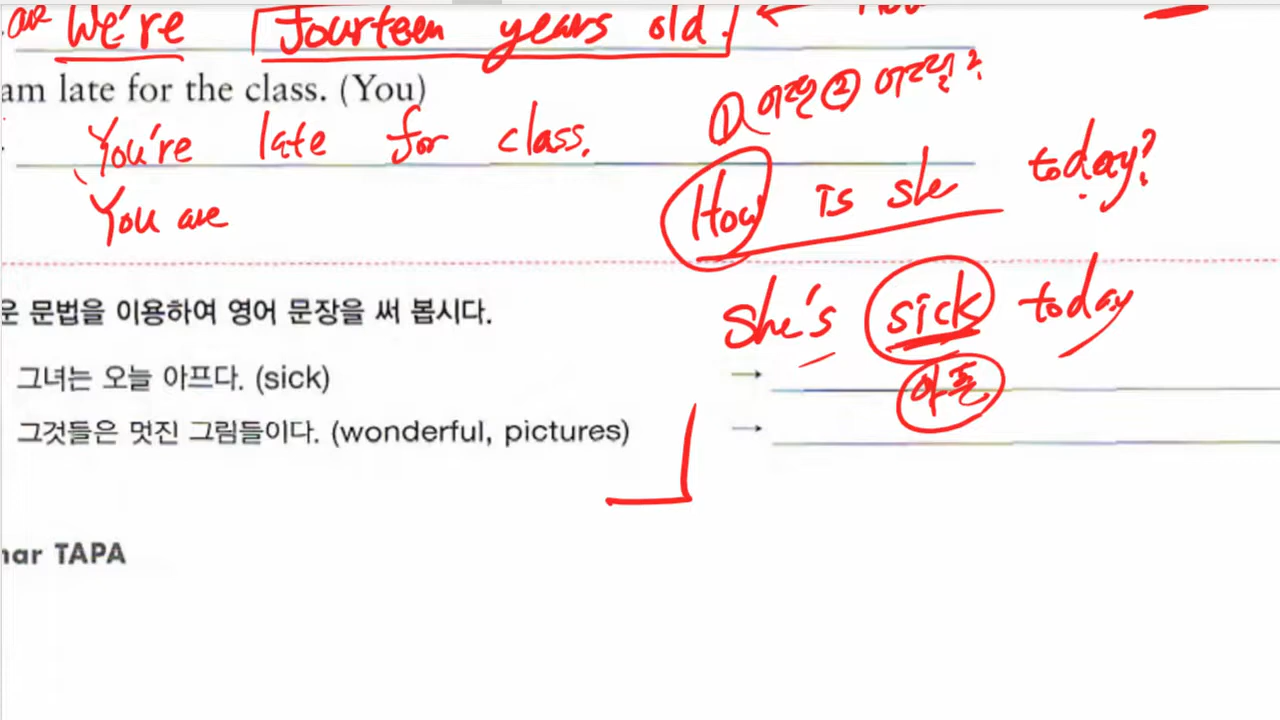 are We're fourteen years old.
am late for the class. (You)
① 어떤 ② 어떻?
You're late for class.
How is she today?
You are
She's sick today
운 문법을 이용하여 영어 문장을 써 봅시다.
그녀는 오늘 아프다. (sick) →
아픈
그것들은 멋진 그림들이다. (wonderful, pictures) →
mar TAPA